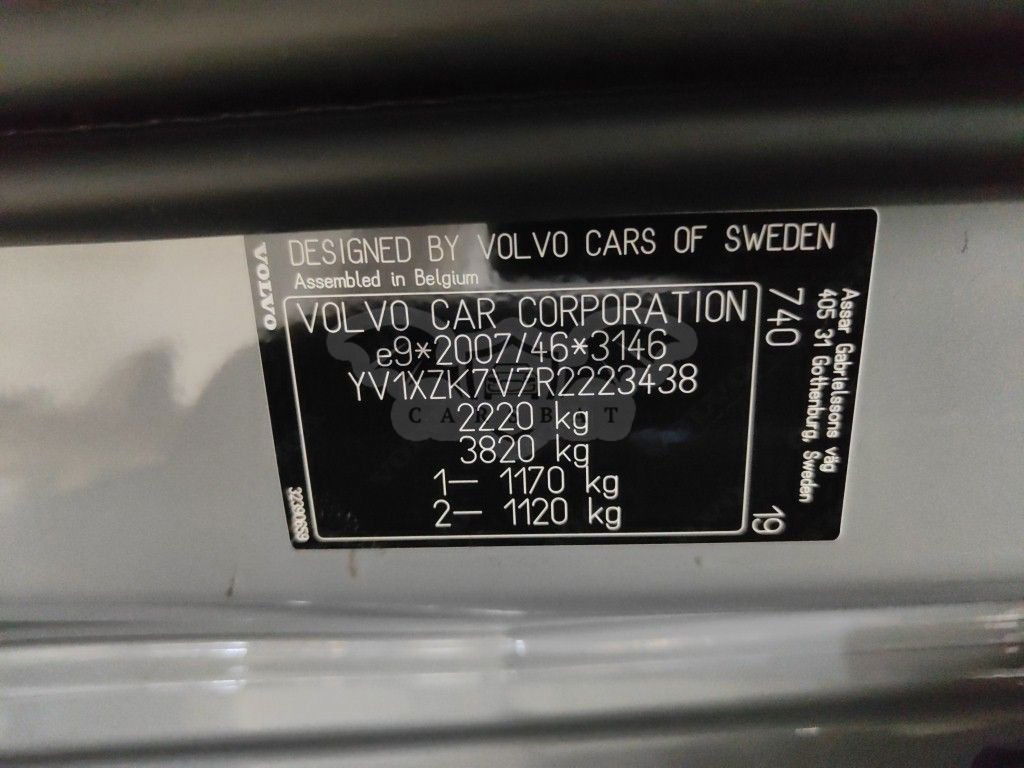 VOLVO
DESIGNED BY VOLVO CARS OF SWEDEN
Assembled in Belgium
VOLVO CAR CORPORATION
e9*2007/46*3146
YV1XZK7V7R2223438
2220 kg
3820 kg
1– 1170 kg
2– 1120 kg
740
19
Assar Gabrielssons väg
405 31 Gothenburg, Sweden
CARSBAT